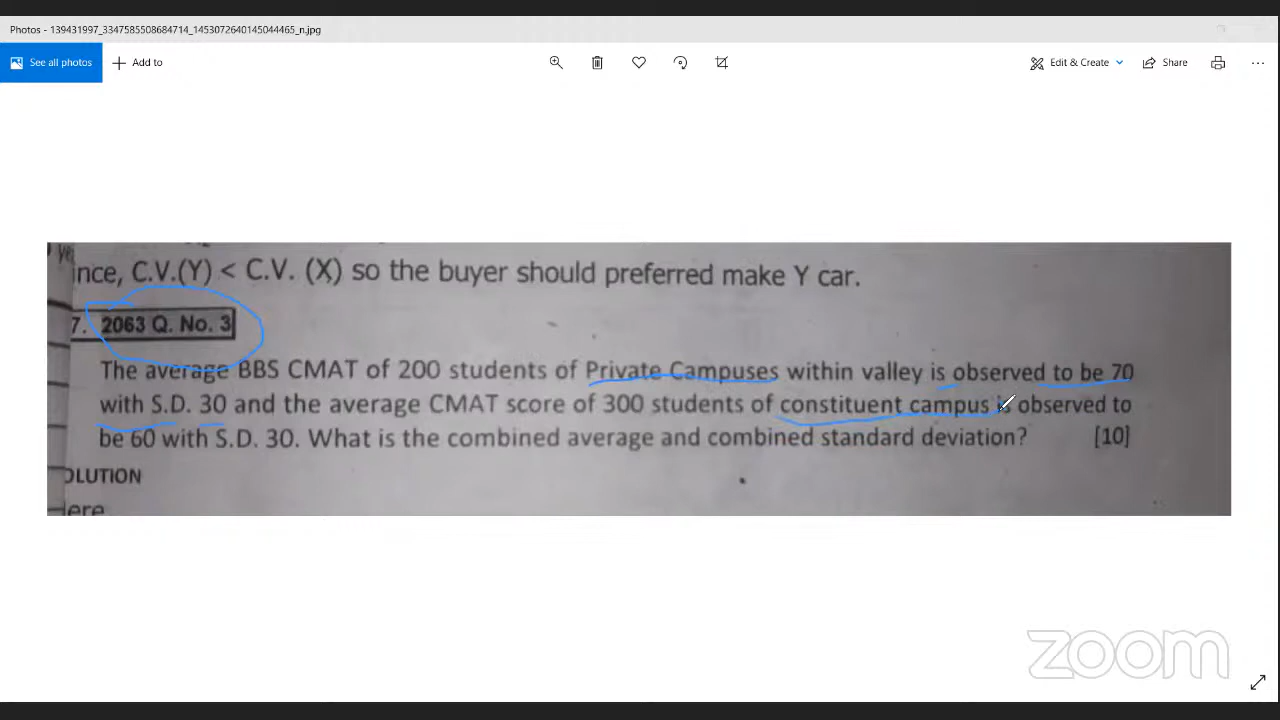 Photos - 139431997_3347585508684714_1453072640145044465_n.jpg
See all photos
Add to
Edit & Create
Share
ince, C.V.(Y) < C.V. (X) so the buyer should preferred make Y car.
7. 2063 Q. No. 3
The average BBS CMAT of 200 students of Private Campuses within valley is observed to be 70
with S.D. 30 and the average CMAT score of 300 students of constituent campus is observed to
be 60 with S.D. 30. What is the combined average and combined standard deviation? [10]
OLUTION
ere
zoom